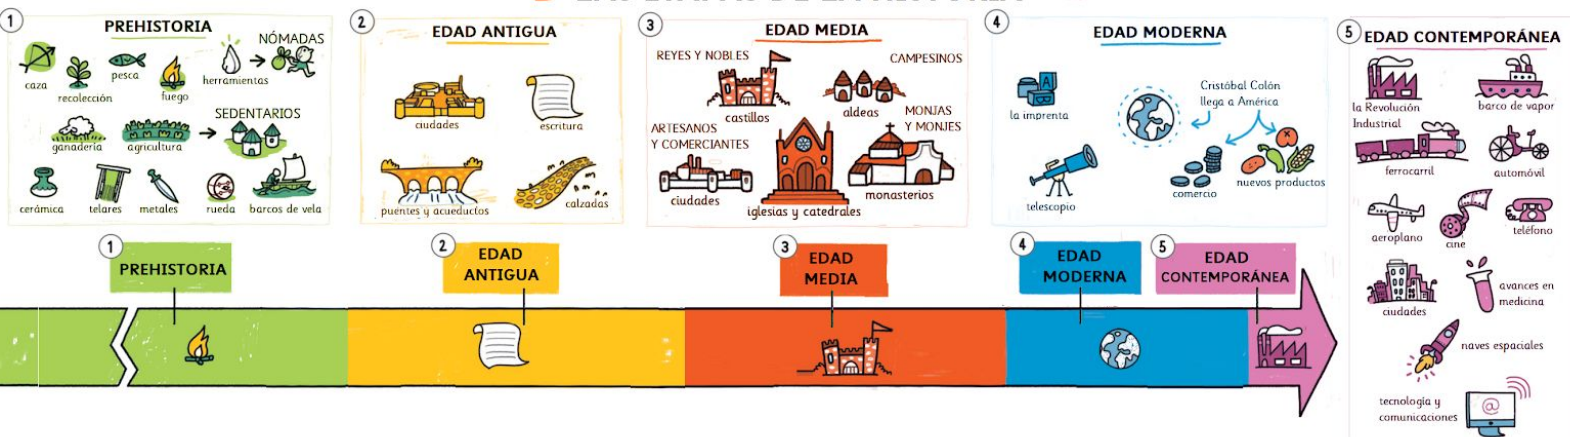 1
PREHISTORIA
caza
recolección
pesca
fuego
herramientas
NÓMADAS
ganadería
agricultura
SEDENTARIOS
cerámica
telares
metales
rueda
barcos de vela
2
EDAD ANTIGUA
ciudades
escritura
puentes y acueductos
calzadas
3
EDAD MEDIA
REYES Y NOBLES
castillos
CAMPESINOS
aldeas
ARTESANOS
Y COMERCIANTES
ciudades
iglesias y catedrales
MONJAS
Y MONJES
monasterios
4
EDAD MODERNA
la imprenta
A
telescopio
Cristóbal Colón
llega a América
comercio
nuevos productos
5
EDAD CONTEMPORÁNEA
la Revolución
Industrial
barco de vapor
ferrocarril
automóvil
aeroplano
cine
teléfono
ciudades
avances en
medicina
naves espaciales
tecnología y
comunicaciones
@
1
PREHISTORIA
2
EDAD
ANTIGUA
3
EDAD
MEDIA
4
EDAD
MODERNA
5
EDAD
CONTEMPORÁNEA